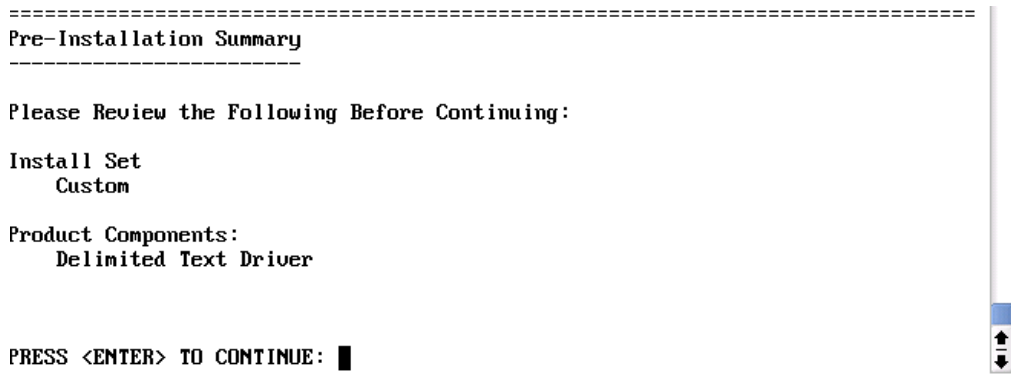 ================================================================================
Pre-Installation Summary
------------------------
Please Review the Following Before Continuing:
Install Set
Custom
Product Components:
Delimited Text Driver
PRESS <ENTER> TO CONTINUE: